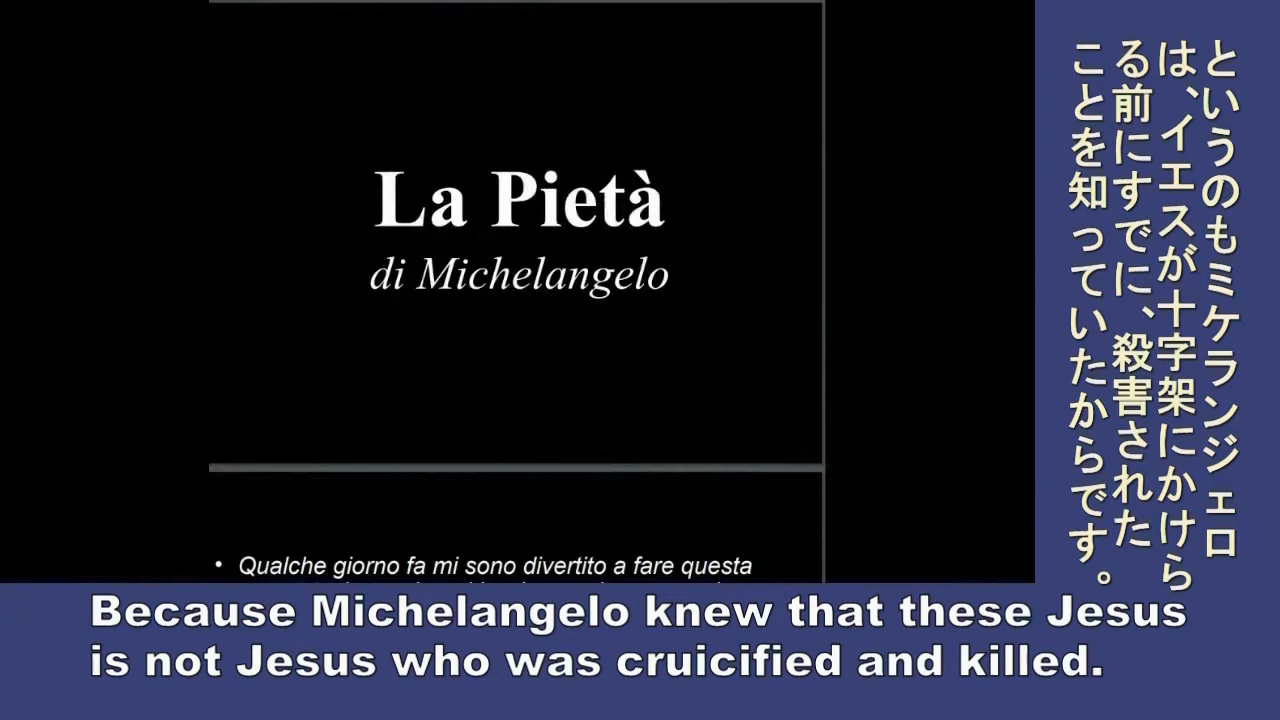 La Pietà
di Michelangelo
• Qualche giorno fa mi sono divertito a fare questa
というのもミケランジェロ
は、イエスが十字架にかけら
る前にすでに、殺害された
ことを知っていたからです。
Because Michelangelo knew that these Jesus
is not Jesus who was cruicified and killed.